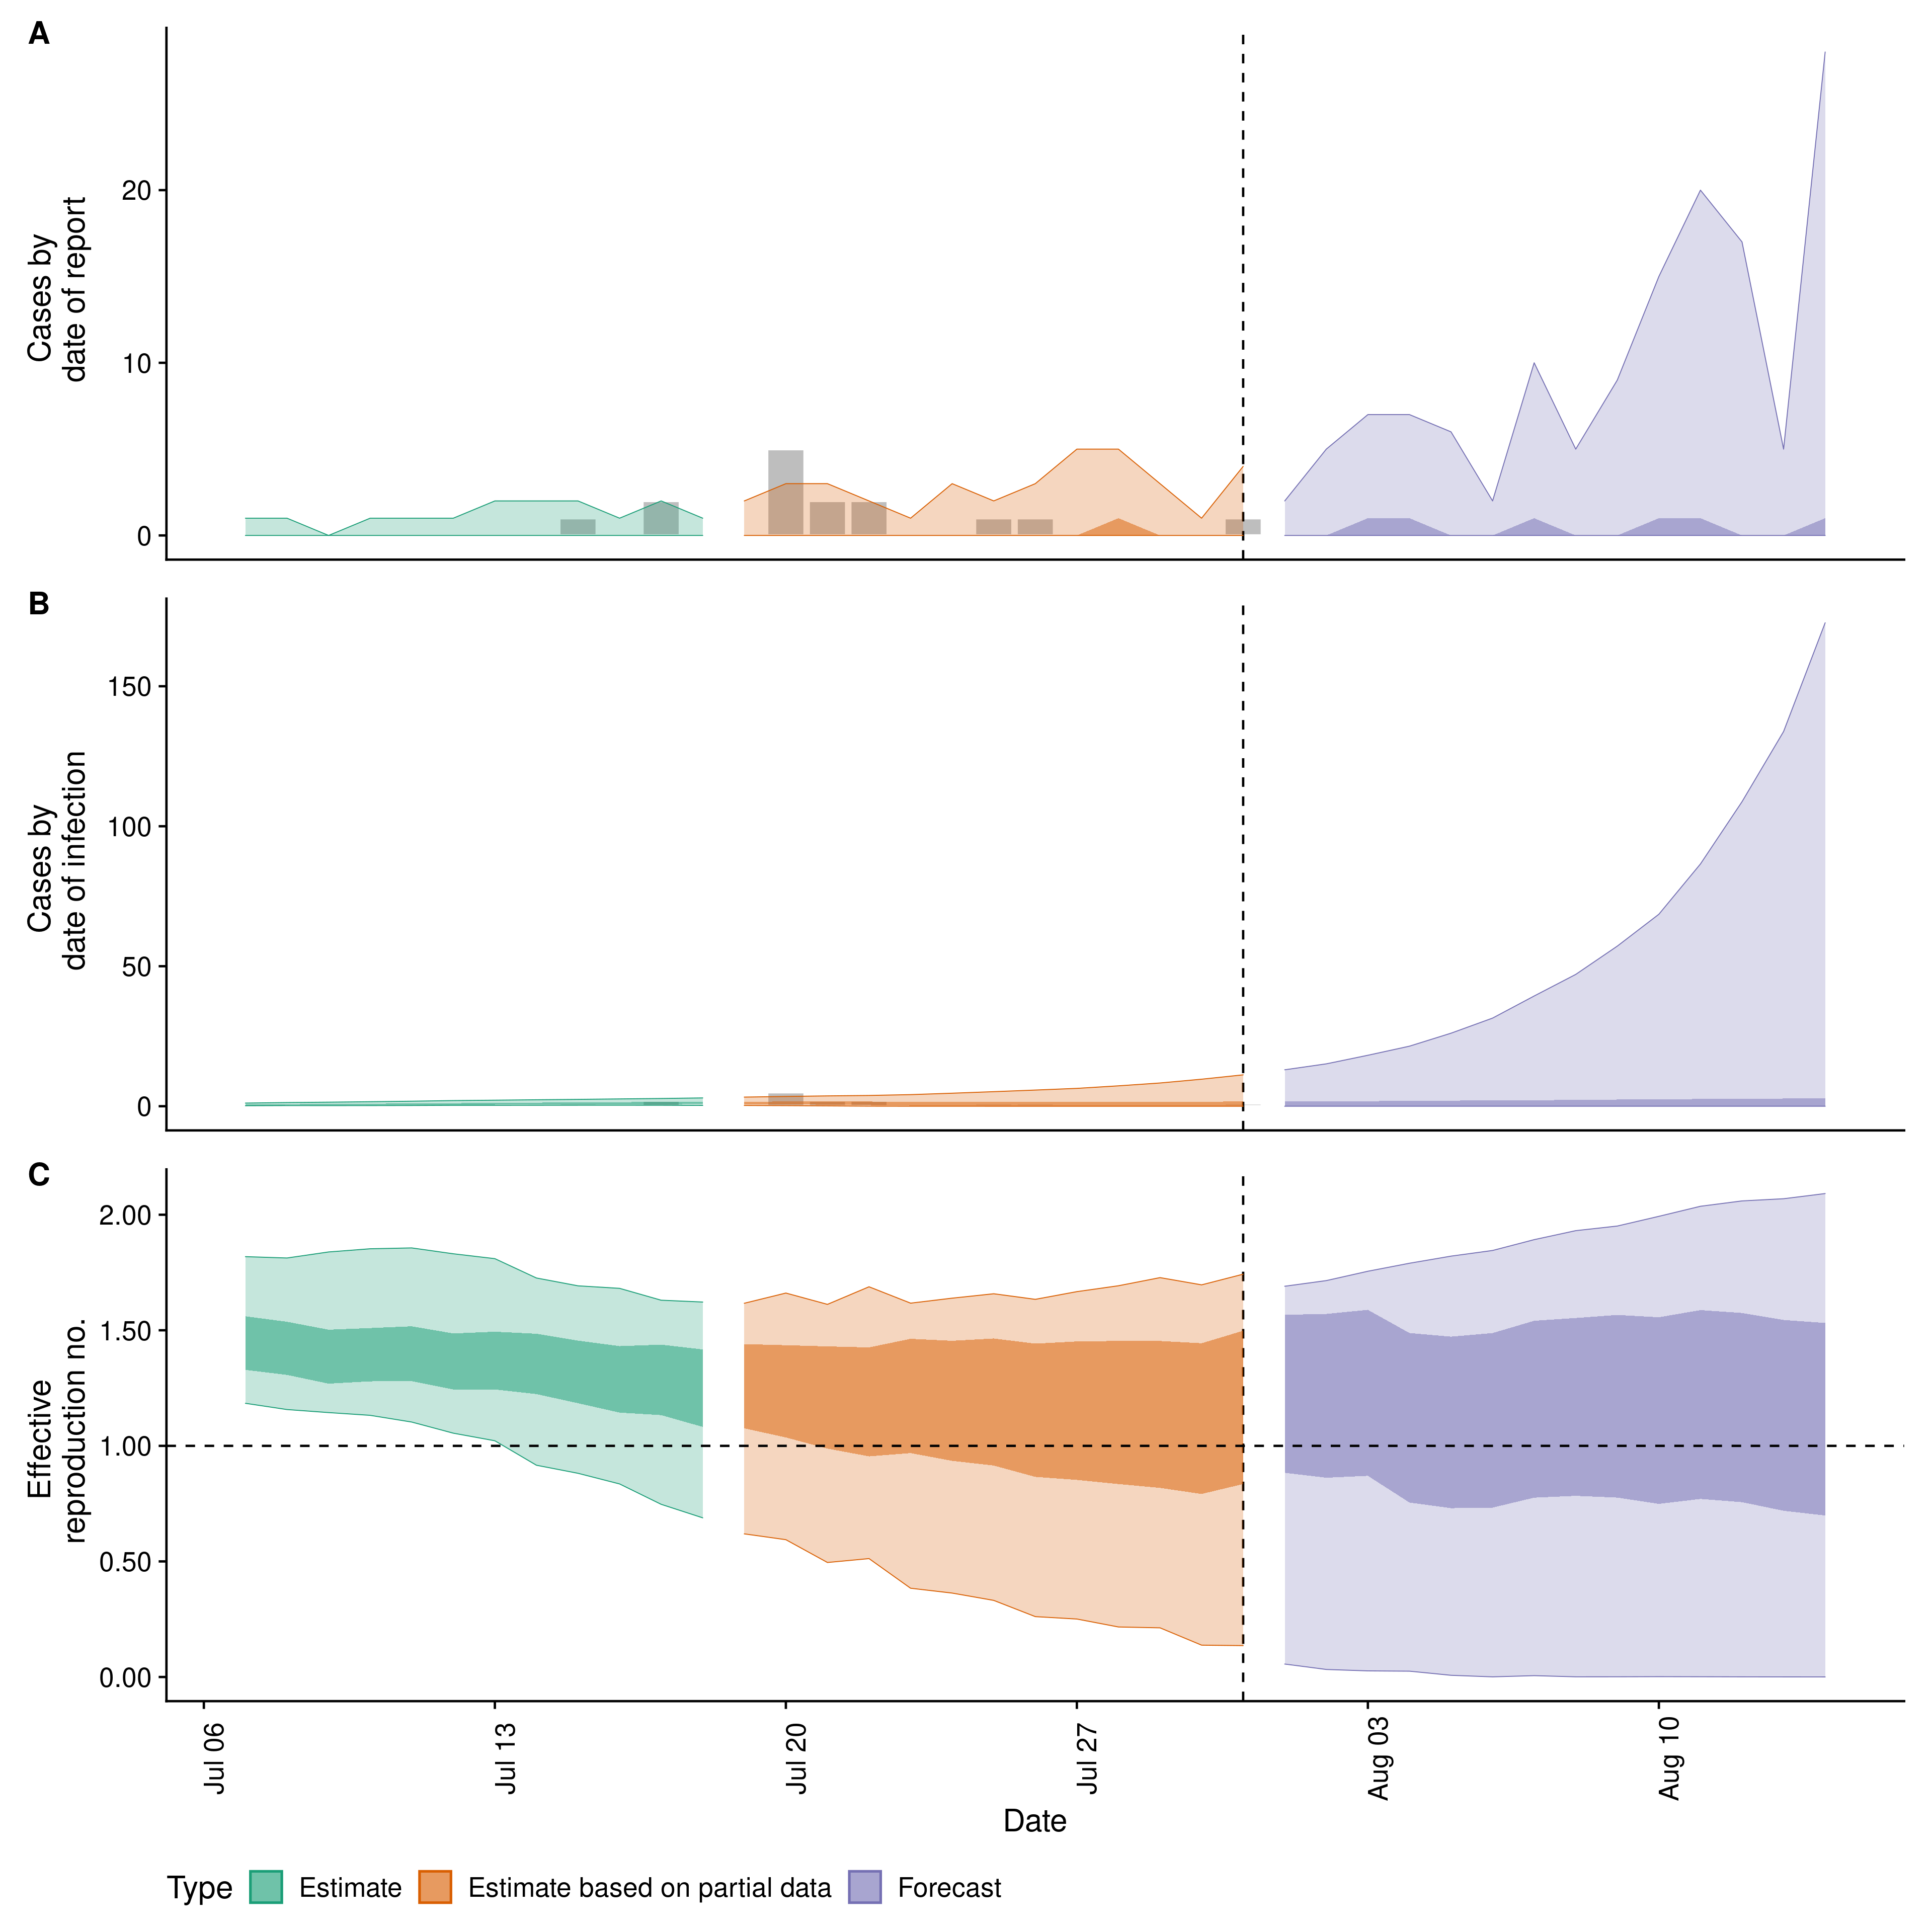 A
Cases by
date of report
20
10
0
B
Cases by
date of infection
150
100
50
0
C
Effective
reproduction no.
2.00
1.50
1.00
0.50
0.00
Jul 06
Jul 13
Jul 20
Jul 27
Aug 03
Aug 10
Date
Type Estimate Estimate based on partial data Forecast